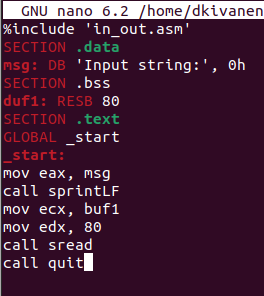 GNU nano 6.2 /home/dkivanen
%include 'in_out.asm'
SECTION .data
msg: DB 'Input string:', 0h
SECTION .bss
duf1: RESB 80
SECTION .text
GLOBAL _start
_start:
mov eax, msg
call sprintLF
mov ecx, buf1
mov edx, 80
call sread
call quit